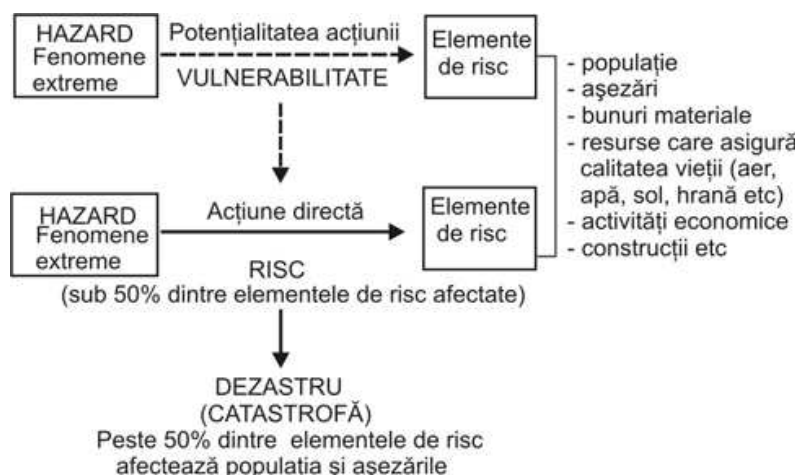 HAZARD
Fenomene
extreme
Potențialitatea acțiunii
VULNERABILITATE
Elemente
de risc
- populație
- așezări
- bunuri materiale
- resurse care asigură
calitatea vieții (aer,
apă, sol, hrană etc)
- activități economice
- construcții etc
HAZARD
Fenomene
extreme
Acțiune directă
Elemente
de risc
RISC
(sub 50% dintre elementele de risc afectate)
DEZASTRU
(CATASTROFĂ)
Peste 50% dintre elementele de risc
afectează populația și așezările